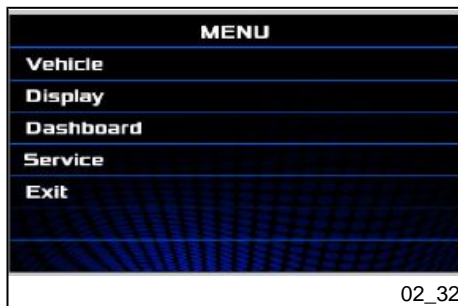 MENU
Vehicle
Display
Dashboard
Service
Exit
02_32